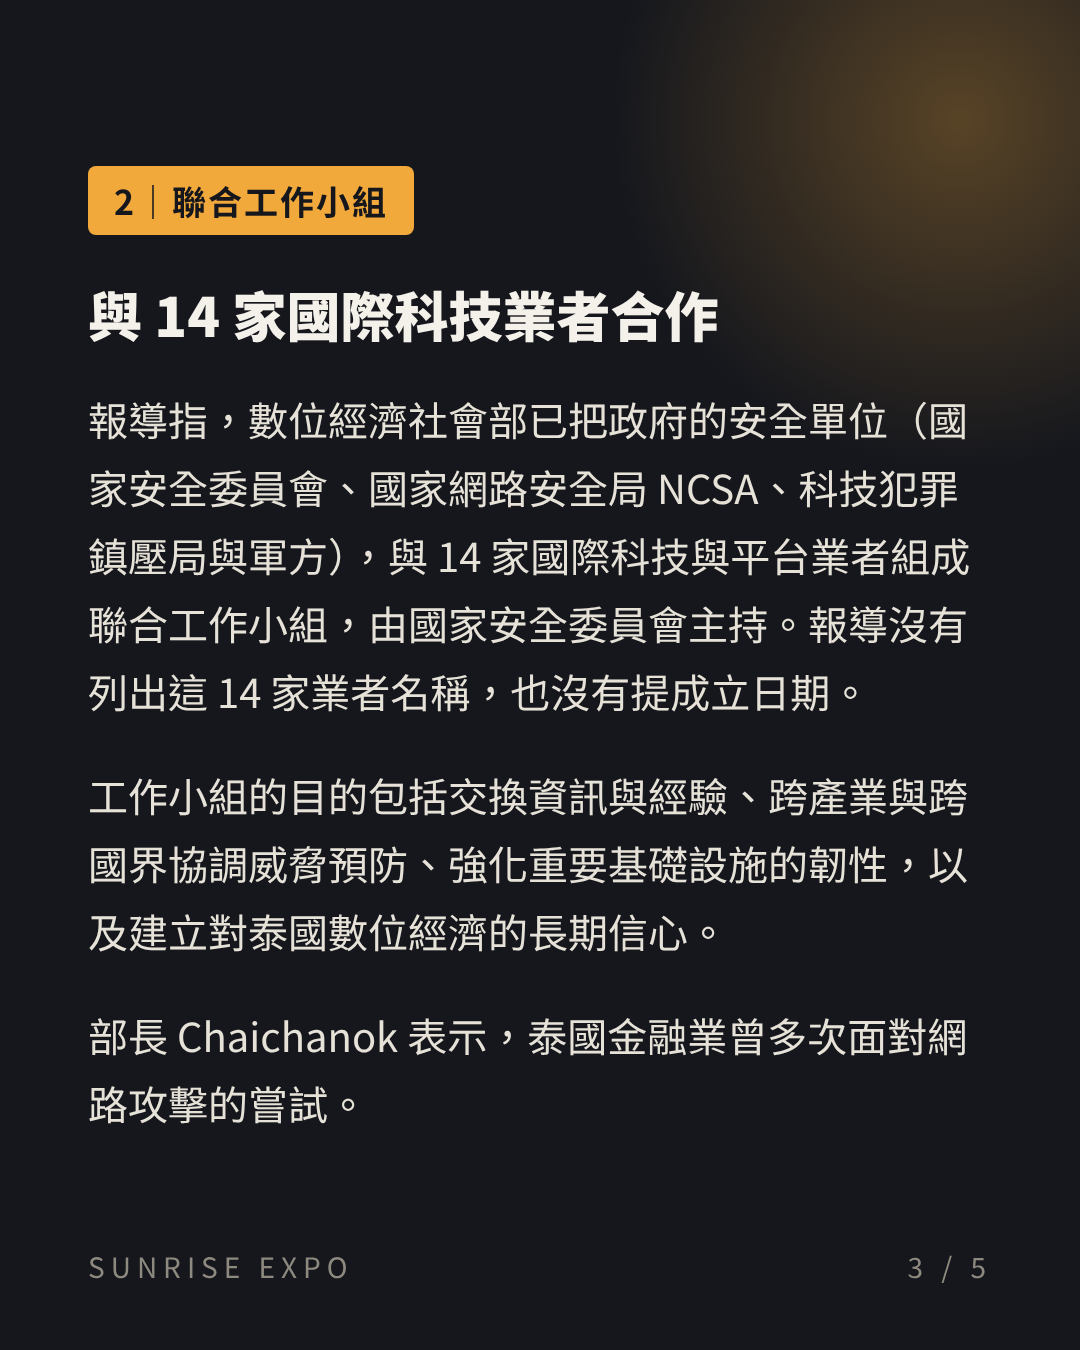 2｜聯合工作小組
與 14 家國際科技業者合作
報導指，數位經濟社會部已把政府的安全單位（國
家安全委員會、國家網路安全局 NCSA、科技犯罪
鎮壓局與軍方），與 14 家國際科技與平台業者組成
聯合工作小組，由國家安全委員會主持。報導沒有
列出這 14 家業者名稱，也沒有提成立日期。
工作小組的目的包括交換資訊與經驗、跨產業與跨
國界協調威脅預防、強化重要基礎設施的韌性，以
及建立對泰國數位經濟的長期信心。
部長 Chaichanok 表示，泰國金融業曾多次面對網
路攻擊的嘗試。
SUNRISE EXPO
3 / 5